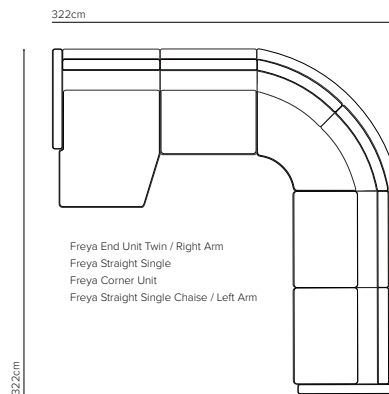 322cm
Freya End Unit Twin / Right Arm
Freya Straight Single
Freya Corner Unit
Freya Straight Single Chaise / Left Arm
322cm